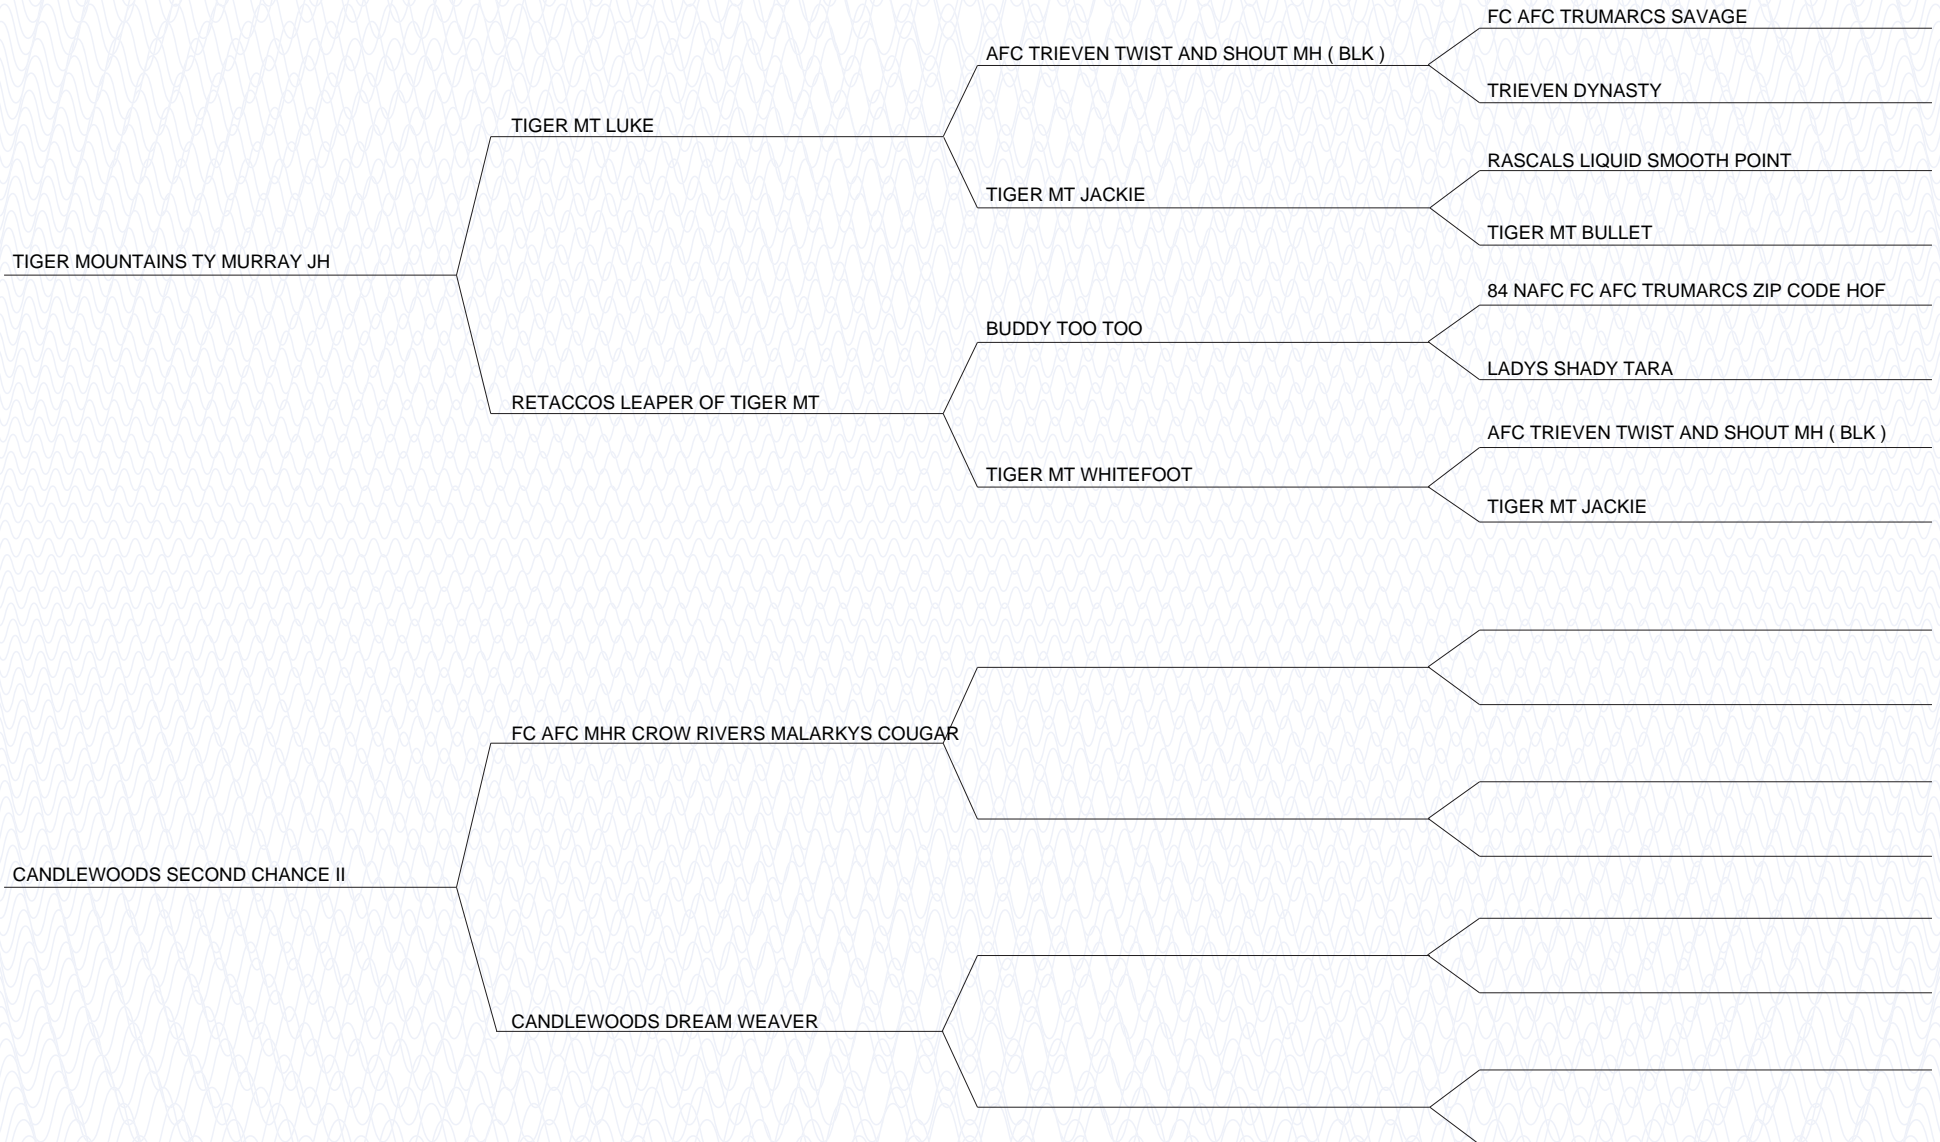 FC AFC TRUMARCS SAVAGE
AFC TRIEVEN TWIST AND SHOUT MH ( BLK )
TRIEVEN DYNASTY
TIGER MT LUKE
RASCALS LIQUID SMOOTH POINT
TIGER MT JACKIE
TIGER MT BULLET
TIGER MOUNTAINS TY MURRAY JH
84 NAFC FC AFC TRUMARCS ZIP CODE HOF
BUDDY TOO TOO
LADYS SHADY TARA
RETACCOS LEAPER OF TIGER MT
AFC TRIEVEN TWIST AND SHOUT MH ( BLK )
TIGER MT WHITEFOOT
TIGER MT JACKIE
FC AFC MHR CROW RIVERS MALARKYS COUGAR
CANDLEWOODS SECOND CHANCE II
CANDLEWOODS DREAM WEAVER